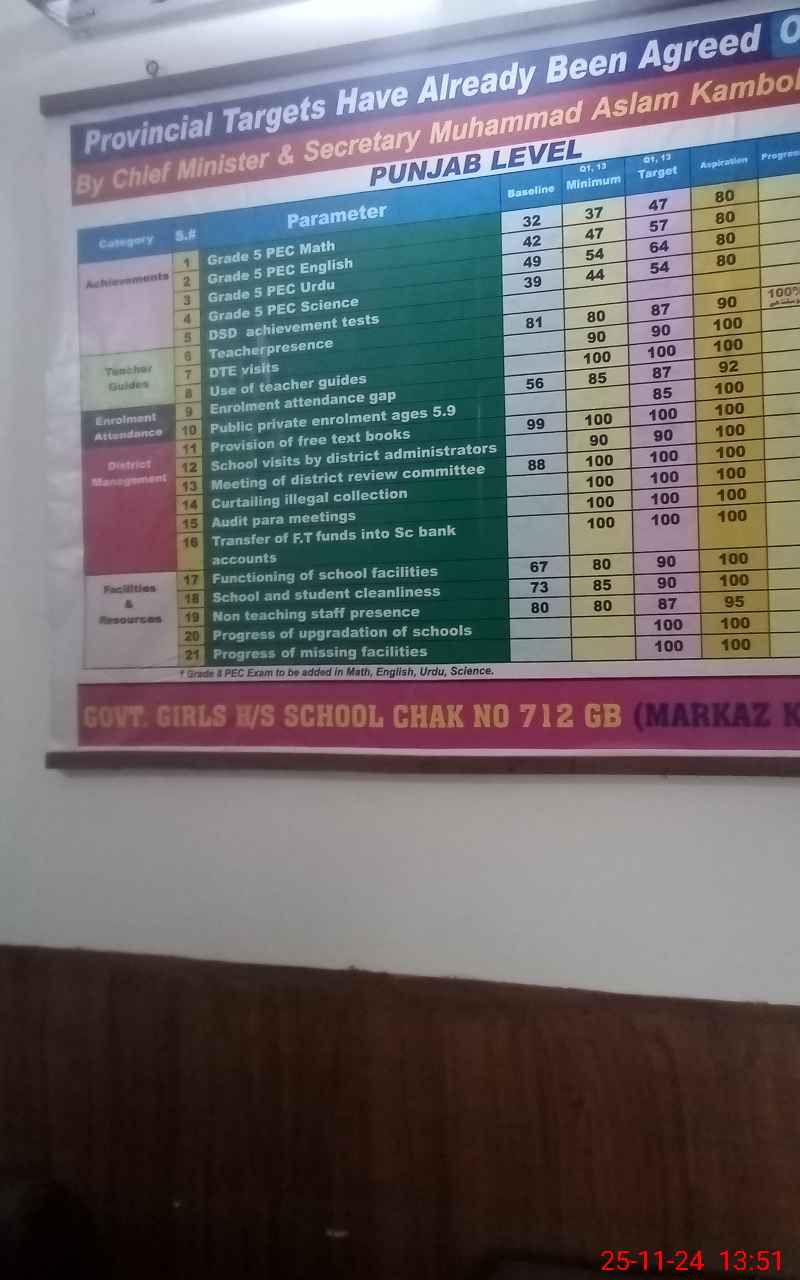 Provincial Targets Have Already Been Agreed
By Chief Minister & Secretary Muhammad Aslam Kambo
PUNJAB LEVEL
Category S.# Parameter Baseline Q1, 13 Minimum Q1, 13 Target Aspiration Progres
Achievements
1 Grade 5 PEC Math 32 37 47 80
2 Grade 5 PEC English 42 47 57 80
3 Grade 5 PEC Urdu 49 54 64 80
4 Grade 5 PEC Science 39 44 54 80
5 DSD achievement tests
Teacher Guides
6 Teacherpresence 81 80 87 90 100%
7 DTE visits 90 90 100
8 Use of teacher guides 100 100 100
Enrolment Attendance
9 Enrolment attendance gap 56 85 87 92
10 Public private enrolment ages 5.9 85 100
District Management
11 Provision of free text books 99 100 100 100
12 School visits by district administrators 90 90 100
13 Meeting of district review committee 88 100 100 100
14 Curtailing illegal collection 100 100 100
15 Audit para meetings 100 100 100
16 Transfer of F.T funds into Sc bank accounts 100 100 100
Facilities & Resources
17 Functioning of school facilities 67 80 90 100
18 School and student cleanliness 73 85 90 100
19 Non teaching staff presence 80 80 87 95
20 Progress of upgradation of schools 100 100
21 Progress of missing facilities 100 100
† Grade 8 PEC Exam to be added in Math, English, Urdu, Science.
GOVT. GIRLS H/S SCHOOL CHAK NO 712 GB (MARKAZ K
25-11-24 13:51